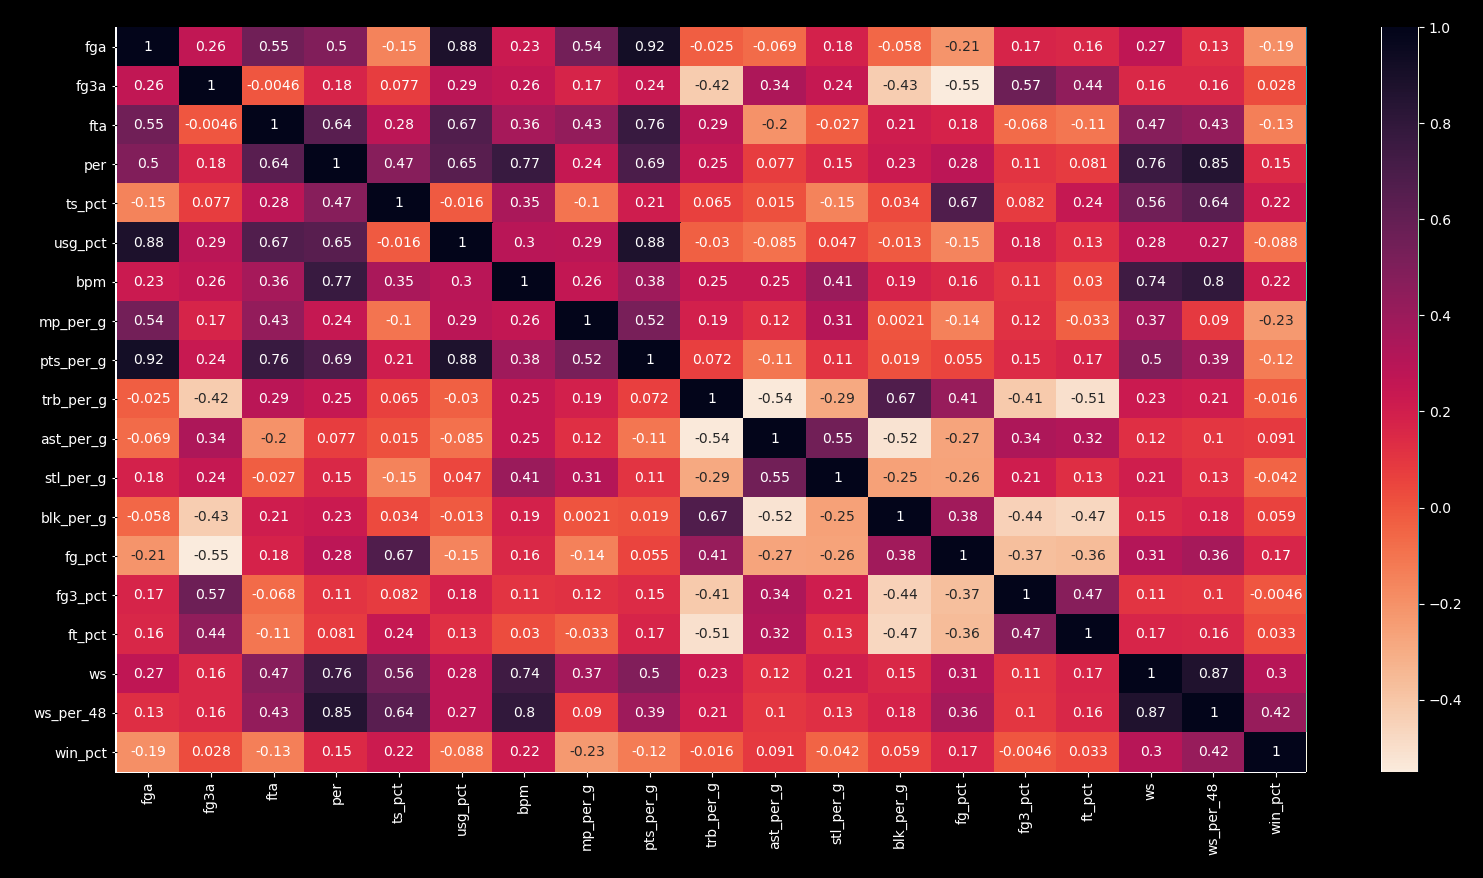 fga 1 0.26 0.55 0.5 -0.15 0.88 0.23 0.54 0.92 -0.025 -0.069 0.18 -0.058 -0.21 0.17 0.16 0.27 0.13 -0.19
fg3a 0.26 1 -0.0046 0.18 0.077 0.29 0.26 0.17 0.24 -0.42 0.34 0.24 -0.43 -0.55 0.57 0.44 0.16 0.16 0.028
fta 0.55 -0.0046 1 0.64 0.28 0.67 0.36 0.43 0.76 0.29 -0.2 -0.027 0.21 0.18 -0.068 -0.11 0.47 0.43 -0.13
per 0.5 0.18 0.64 1 0.47 0.65 0.77 0.24 0.69 0.25 0.077 0.15 0.23 0.28 0.11 0.081 0.76 0.85 0.15
ts_pct -0.15 0.077 0.28 0.47 1 -0.016 0.35 -0.1 0.21 0.065 0.015 -0.15 0.034 0.67 0.082 0.24 0.56 0.64 0.22
usg_pct 0.88 0.29 0.67 0.65 -0.016 1 0.3 0.29 0.88 -0.03 -0.085 0.047 -0.013 -0.15 0.18 0.13 0.28 0.27 -0.088
bpm 0.23 0.26 0.36 0.77 0.35 0.3 1 0.26 0.38 0.25 0.25 0.41 0.19 0.16 0.11 0.03 0.74 0.8 0.22
mp_per_g 0.54 0.17 0.43 0.24 -0.1 0.29 0.26 1 0.52 0.19 0.12 0.31 0.0021 -0.14 0.12 -0.033 0.37 0.09 -0.23
pts_per_g 0.92 0.24 0.76 0.69 0.21 0.88 0.38 0.52 1 0.072 -0.11 0.11 0.019 0.055 0.15 0.17 0.5 0.39 -0.12
trb_per_g -0.025 -0.42 0.29 0.25 0.065 -0.03 0.25 0.19 0.072 1 -0.54 -0.29 0.67 0.41 -0.41 -0.51 0.23 0.21 -0.016
ast_per_g -0.069 0.34 -0.2 0.077 0.015 -0.085 0.25 0.12 -0.11 -0.54 1 0.55 -0.52 -0.27 0.34 0.32 0.12 0.1 0.091
stl_per_g 0.18 0.24 -0.027 0.15 -0.15 0.047 0.41 0.31 0.11 -0.29 0.55 1 -0.25 -0.26 0.21 0.13 0.21 0.13 -0.042
blk_per_g -0.058 -0.43 0.21 0.23 0.034 -0.013 0.19 0.0021 0.019 0.67 -0.52 -0.25 1 0.38 -0.44 -0.47 0.15 0.18 0.059
fg_pct -0.21 -0.55 0.18 0.28 0.67 -0.15 0.16 -0.14 0.055 0.41 -0.27 -0.26 0.38 1 -0.37 -0.36 0.31 0.36 0.17
fg3_pct 0.17 0.57 -0.068 0.11 0.082 0.18 0.11 0.12 0.15 -0.41 0.34 0.21 -0.44 -0.37 1 0.47 0.11 0.1 -0.0046
ft_pct 0.16 0.44 -0.11 0.081 0.24 0.13 0.03 -0.033 0.17 -0.51 0.32 0.13 -0.47 -0.36 0.47 1 0.17 0.16 0.033
ws 0.27 0.16 0.47 0.76 0.56 0.28 0.74 0.37 0.5 0.23 0.12 0.21 0.15 0.31 0.11 0.17 1 0.87 0.3
ws_per_48 0.13 0.16 0.43 0.85 0.64 0.27 0.8 0.09 0.39 0.21 0.1 0.13 0.18 0.36 0.1 0.16 0.87 1 0.42
win_pct -0.19 0.028 -0.13 0.15 0.22 -0.088 0.22 -0.23 -0.12 -0.016 0.091 -0.042 0.059 0.17 -0.0046 0.033 0.3 0.42 1
fga fg3a fta per ts_pct usg_pct bpm mp_per_g pts_per_g trb_per_g ast_per_g stl_per_g blk_per_g fg_pct fg3_pct ft_pct ws ws_per_48 win_pct
1.0
0.8
0.6
0.4
0.2
0.0
−0.2
−0.4